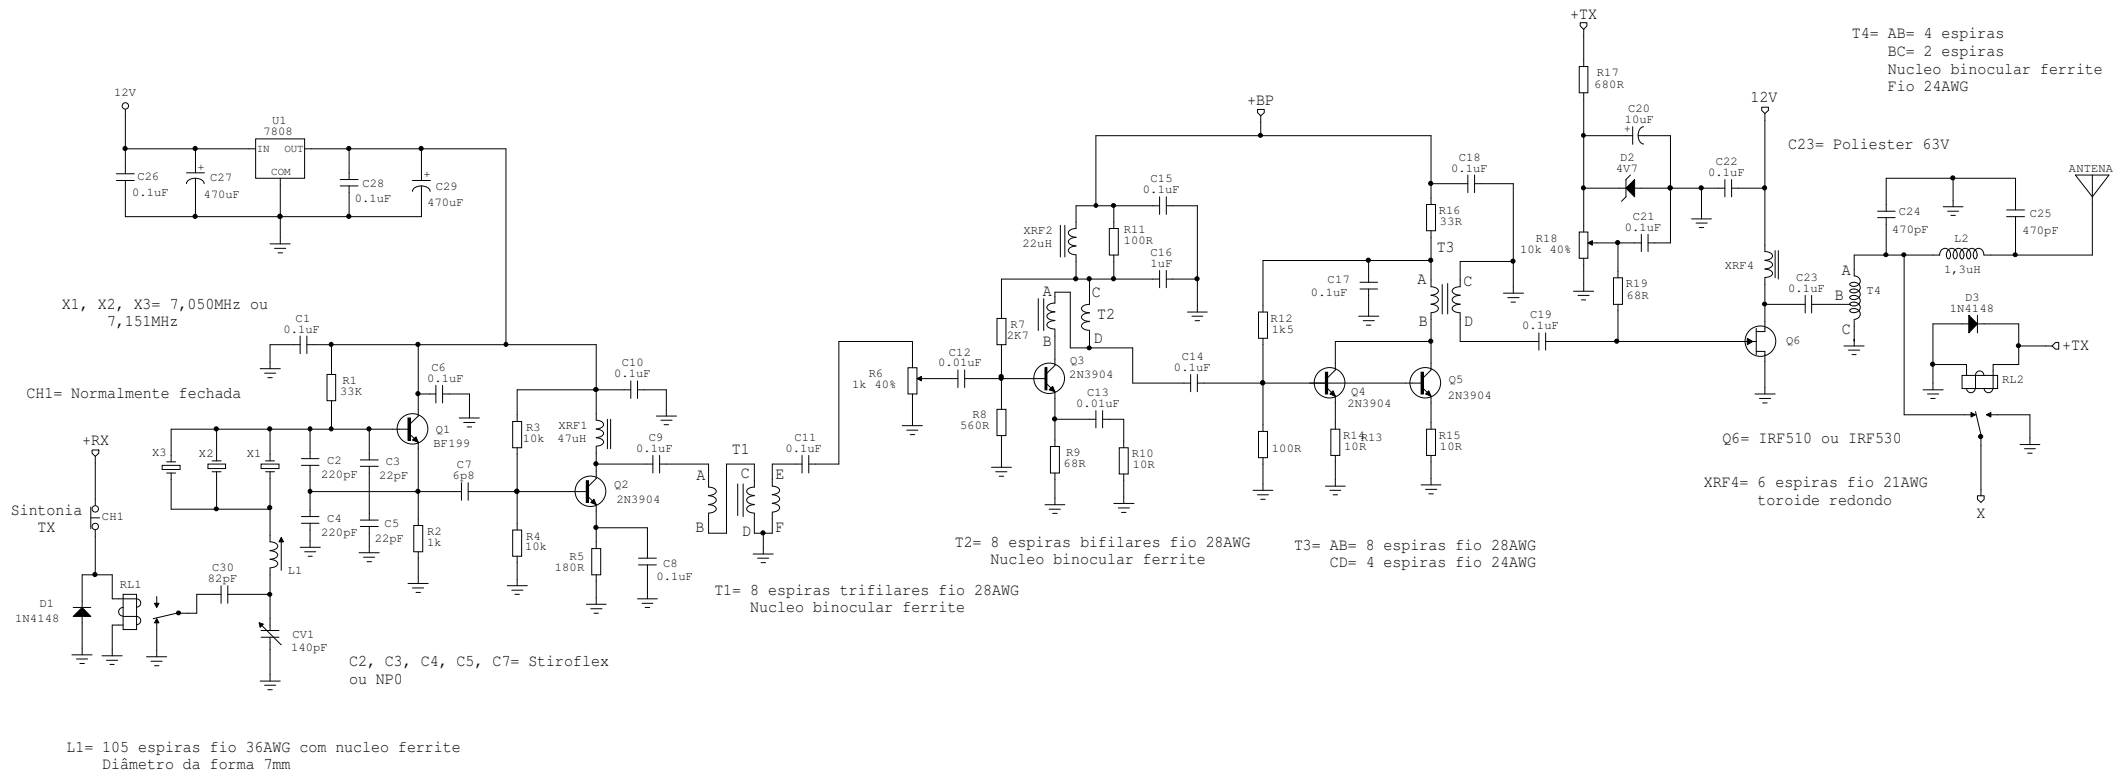 12V
U1
7808
IN OUT
COM
C26
0.1uF
C27
470uF
C28
0.1uF
C29
470uF
+
+
X1, X2, X3= 7,050MHz ou
7,151MHz
CH1= Normalmente fechada
C1
0.1uF
R1
33K
C6
0.1uF
Q1
BF199
+RX
X3
X2
X1
C2
220pF
C3
22pF
C7
6p8
C4
220pF
C5
22pF
R2
1k
Sintonia
TX
CH1
L1
RL1
D1
1N4148
C30
82pF
CV1
140pF
C2, C3, C4, C5, C7= Stiroflex
ou NP0
L1= 105 espiras fio 36AWG com nucleo ferrite
Diâmetro da forma 7mm
C10
0.1uF
R3
10k
XRF1
47uH
C9
0.1uF
Q2
2N3904
R4
10k
R5
180R
C8
0.1uF
T1
A
B
C
D
E
F
C11
0.1uF
T1= 8 espiras trifilares fio 28AWG
Nucleo binocular ferrite
R6
1k 40%
C12
0.01uF
+BP
C15
0.1uF
XRF2
22uH
R11
100R
C16
1uF
R7
2K7
A
B
C
T2
D
Q3
2N3904
R8
560R
C13
0.01uF
R9
68R
R10
10R
C14
0.1uF
T2= 8 espiras bifilares fio 28AWG
Nucleo binocular ferrite
C18
0.1uF
R16
33R
T3
C17
0.1uF
A
B
C
D
R12
1k5
100R
Q4
2N3904
Q5
2N3904
R14
R13
10R
R15
10R
C19
0.1uF
T3= AB= 8 espiras fio 28AWG
CD= 4 espiras fio 24AWG
+TX
R17
680R
C20
10uF
+
D2
4V7
C21
0.1uF
R18
10k 40%
R19
68R
C22
0.1uF
12V
XRF4
C23
0.1uF
Q6
T4= AB= 4 espiras
BC= 2 espiras
Nucleo binocular ferrite
Fio 24AWG
C23= Poliester 63V
ANTENA
C24
470pF
C25
470pF
L2
1,3uH
A
B
C
T4
D3
1N4148
+TX
RL2
Q6= IRF510 ou IRF530
XRF4= 6 espiras fio 21AWG
toroide redondo
X